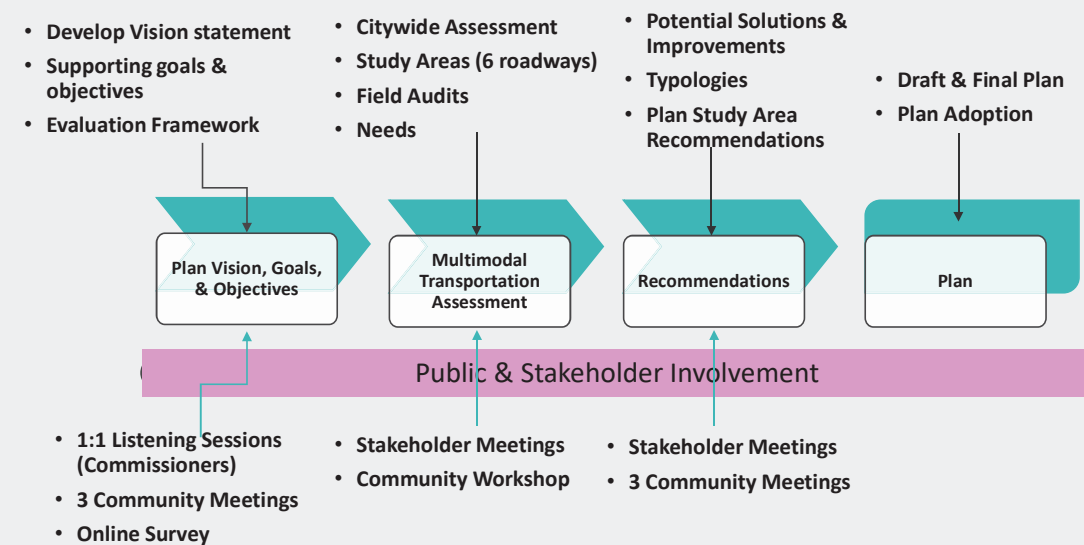 • Develop Vision statement
• Supporting goals &
objectives
• Evaluation Framework
• Citywide Assessment
• Study Areas (6 roadways)
• Field Audits
• Needs
• Potential Solutions &
Improvements
• Typologies
• Plan Study Area
Recommendations
• Draft & Final Plan
• Plan Adoption
Plan Vision, Goals,
& Objectives
Multimodal
Transportation
Assessment
Recommendations
Plan
Public & Stakeholder Involvement
• 1:1 Listening Sessions
(Commissioners)
• 3 Community Meetings
• Online Survey
• Stakeholder Meetings
• Community Workshop
• Stakeholder Meetings
• 3 Community Meetings